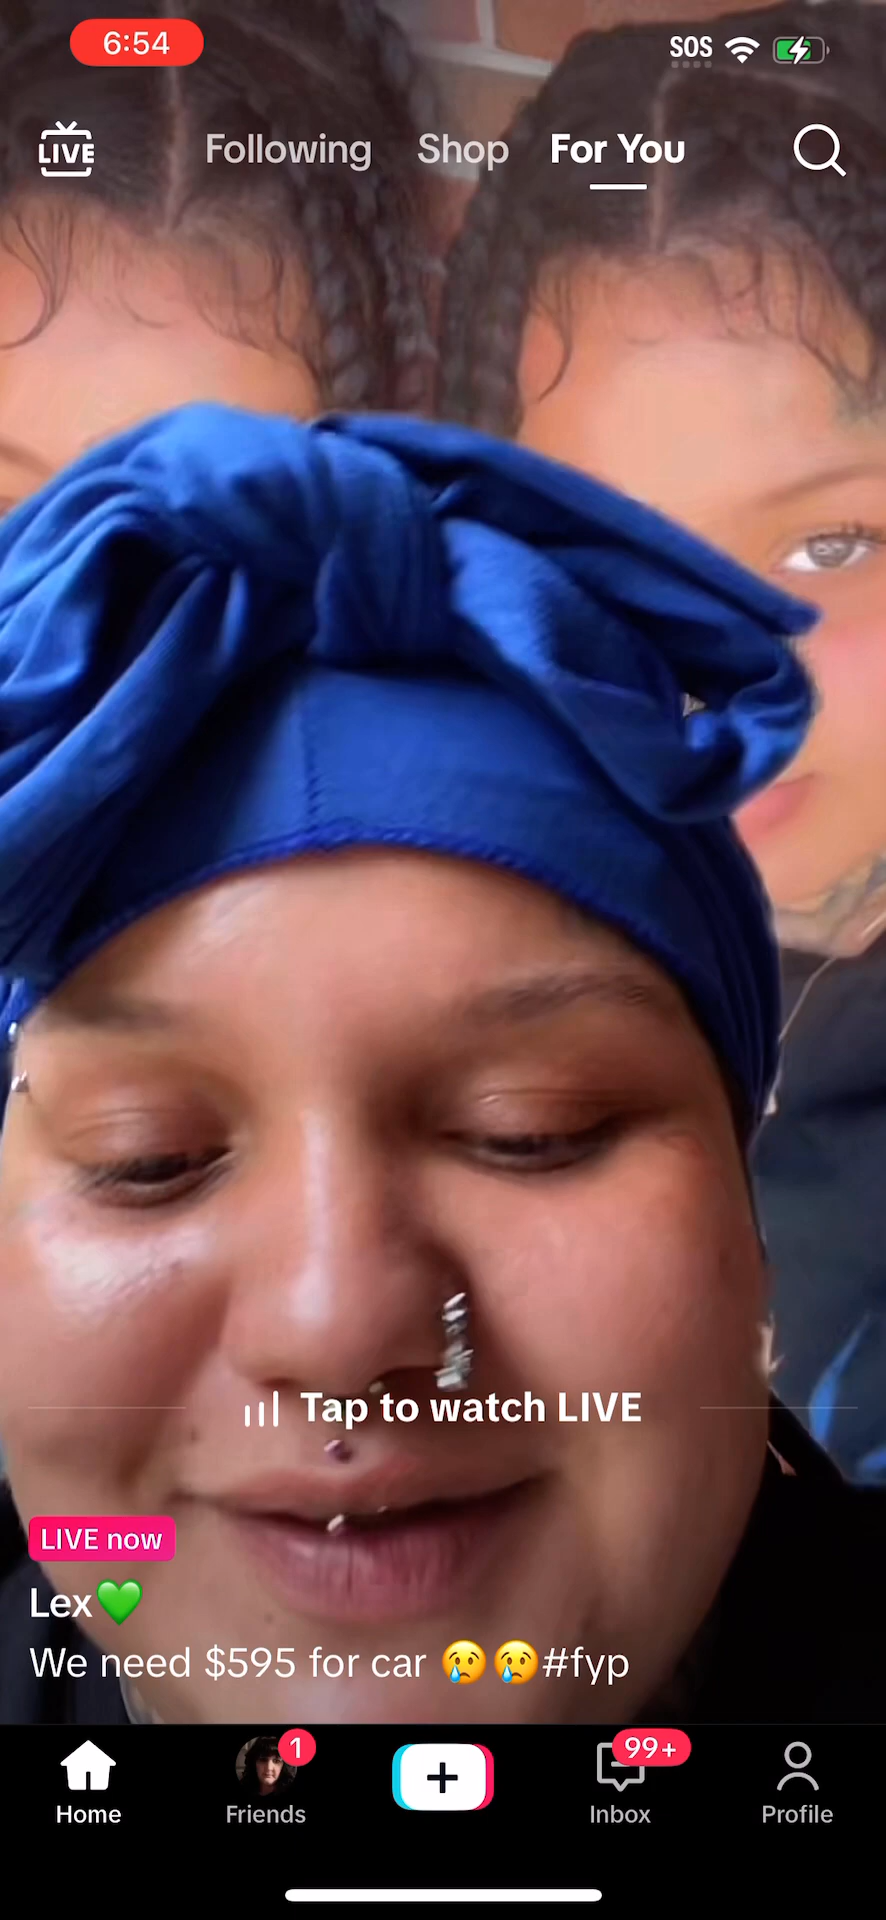 6:54
SOS
LIVE
Following
Shop
For You
Tap to watch LIVE
LIVE now
Lex💚
We need $595 for car 😢😢#fyp
1
99+
Home
Friends
Inbox
Profile